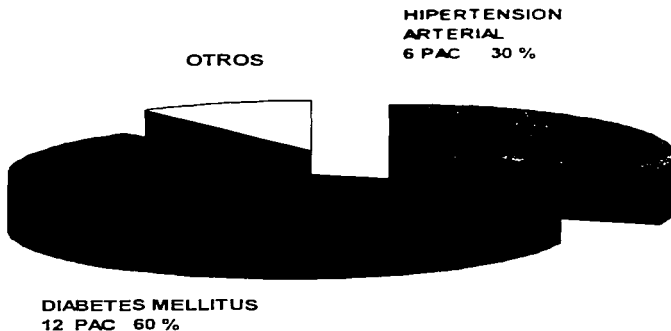 HIPERTENSION
ARTERIAL
6 PAC 30 %
OTROS
DIABETES MELLITUS
12 PAC 60 %